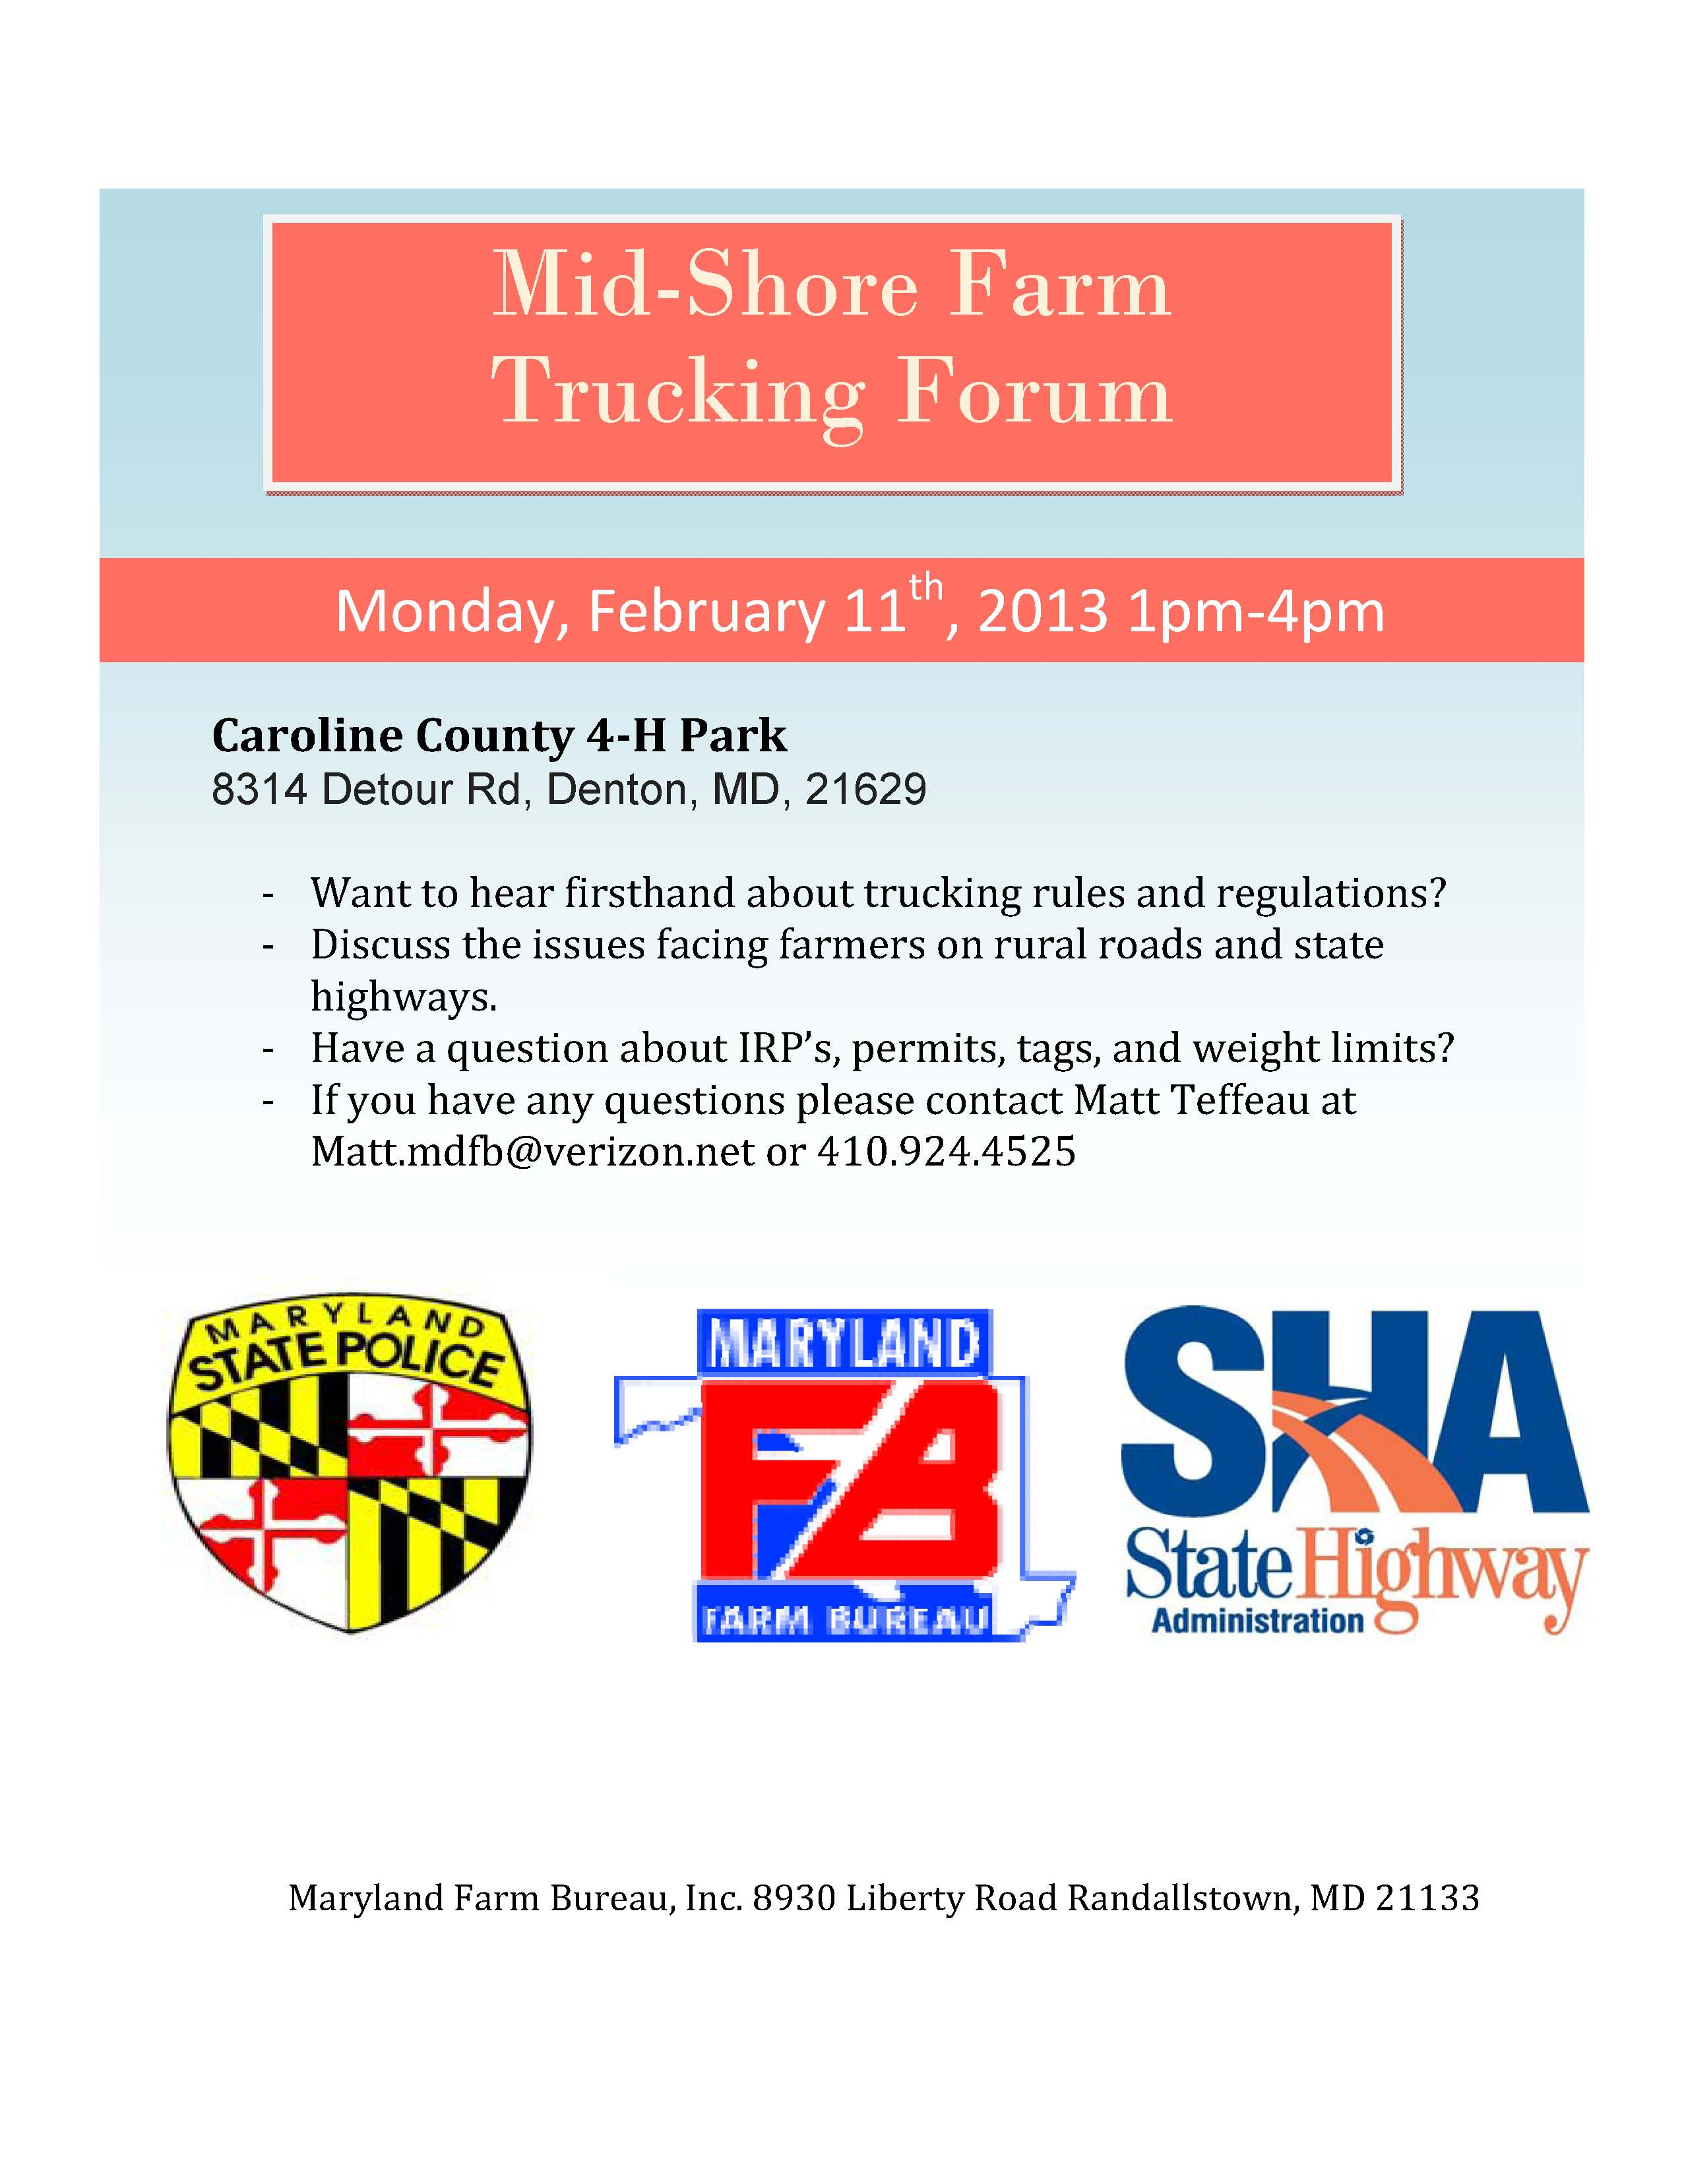 Mid-Shore Farm
Trucking Forum
Monday, February 11th, 2013 1pm-4pm
Caroline County 4-H Park
8314 Detour Rd, Denton, MD, 21629
- Want to hear firsthand about trucking rules and regulations?
- Discuss the issues facing farmers on rural roads and state
highways.
- Have a question about IRP’s, permits, tags, and weight limits?
- If you have any questions please contact Matt Teffeau at
Matt.mdfb@verizon.net or 410.924.4525
MARYLAND
STATE POLICE
MARYLAND
FB
FARM BUREAU
SHA
State Highway
Administration
Maryland Farm Bureau, Inc. 8930 Liberty Road Randallstown, MD 21133